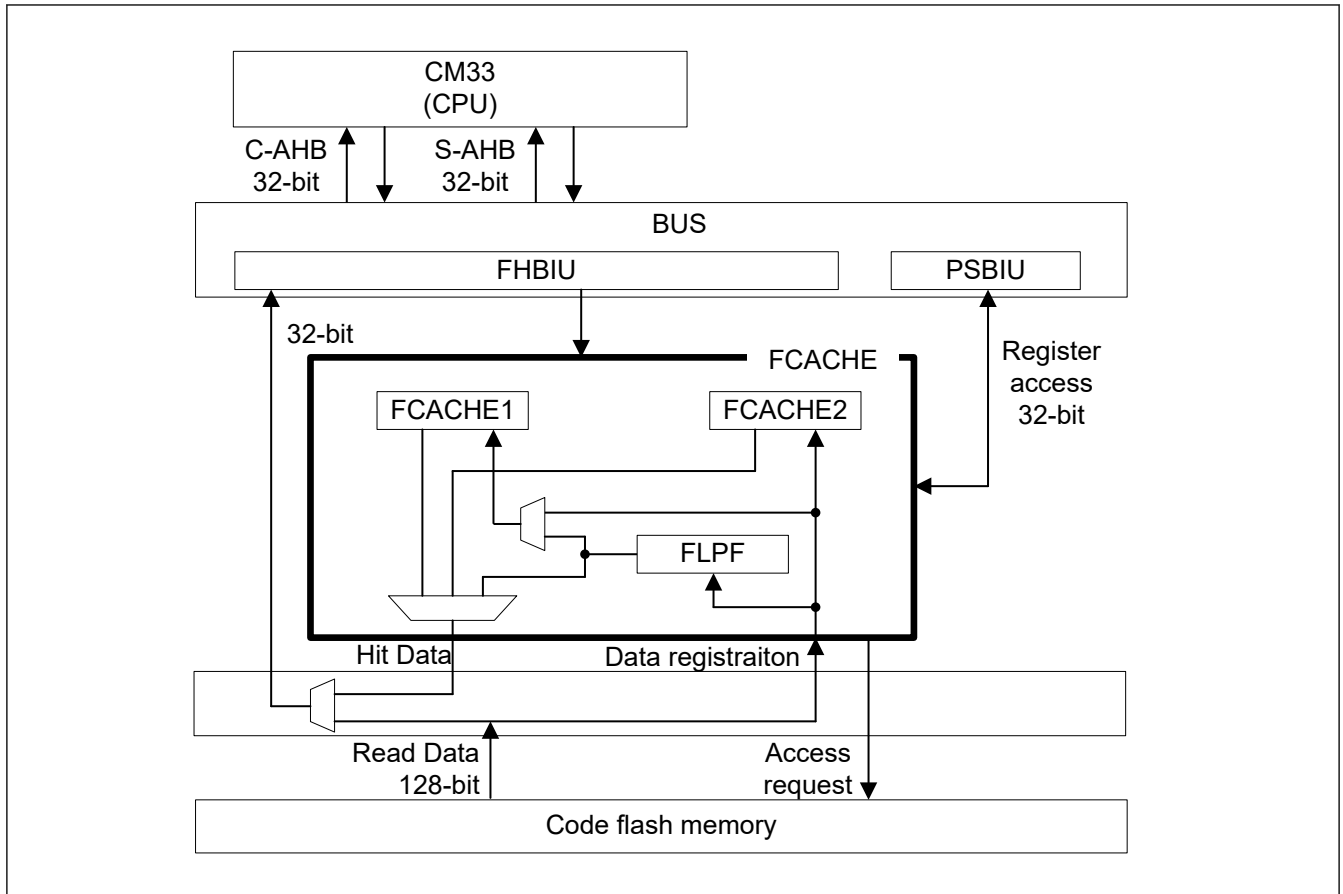 CM33
(CPU)
C-AHB
32-bit
S-AHB
32-bit
BUS
FHBIU
PSBIU
32-bit
FCACHE
Register
access
32-bit
FCACHE1
FCACHE2
FLPF
Hit Data
Data registraiton
Read Data
128-bit
Access
request
Code flash memory